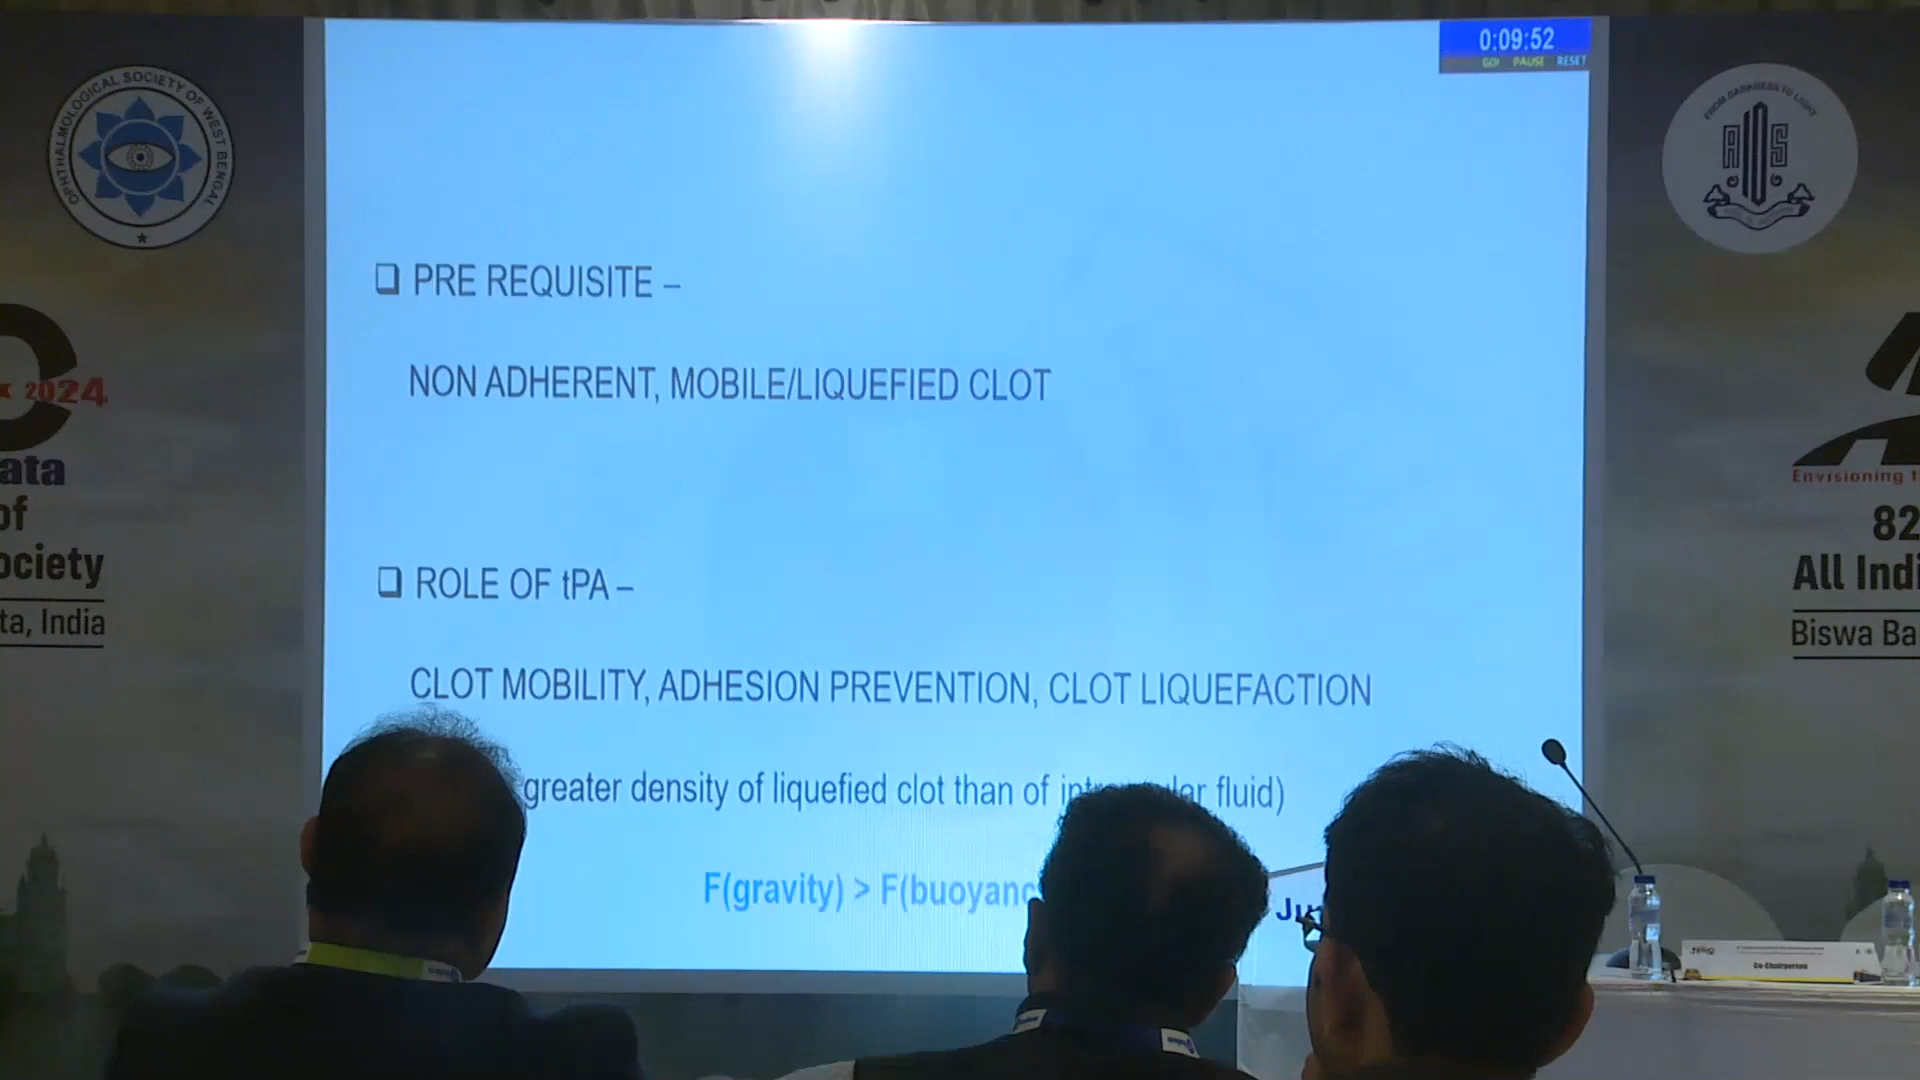 0:09:52
GO! PAUSE RESET
OPHTHALMOLOGICAL SOCIETY OF WEST BENGAL
FROM DARKNESS TO LIGHT
AIOS
PRE REQUISITE –
NON ADHERENT, MOBILE/LIQUEFIED CLOT
ROLE OF tPA –
CLOT MOBILITY, ADHESION PREVENTION, CLOT LIQUEFACTION
greater density of liquefied clot than of fluid)
F(gravity) > F(buoyanc
2024
ata
of
ociety
ta, India
Envisioning t
82
All Indi
Biswa Ba
Ju
Co-Chairperson